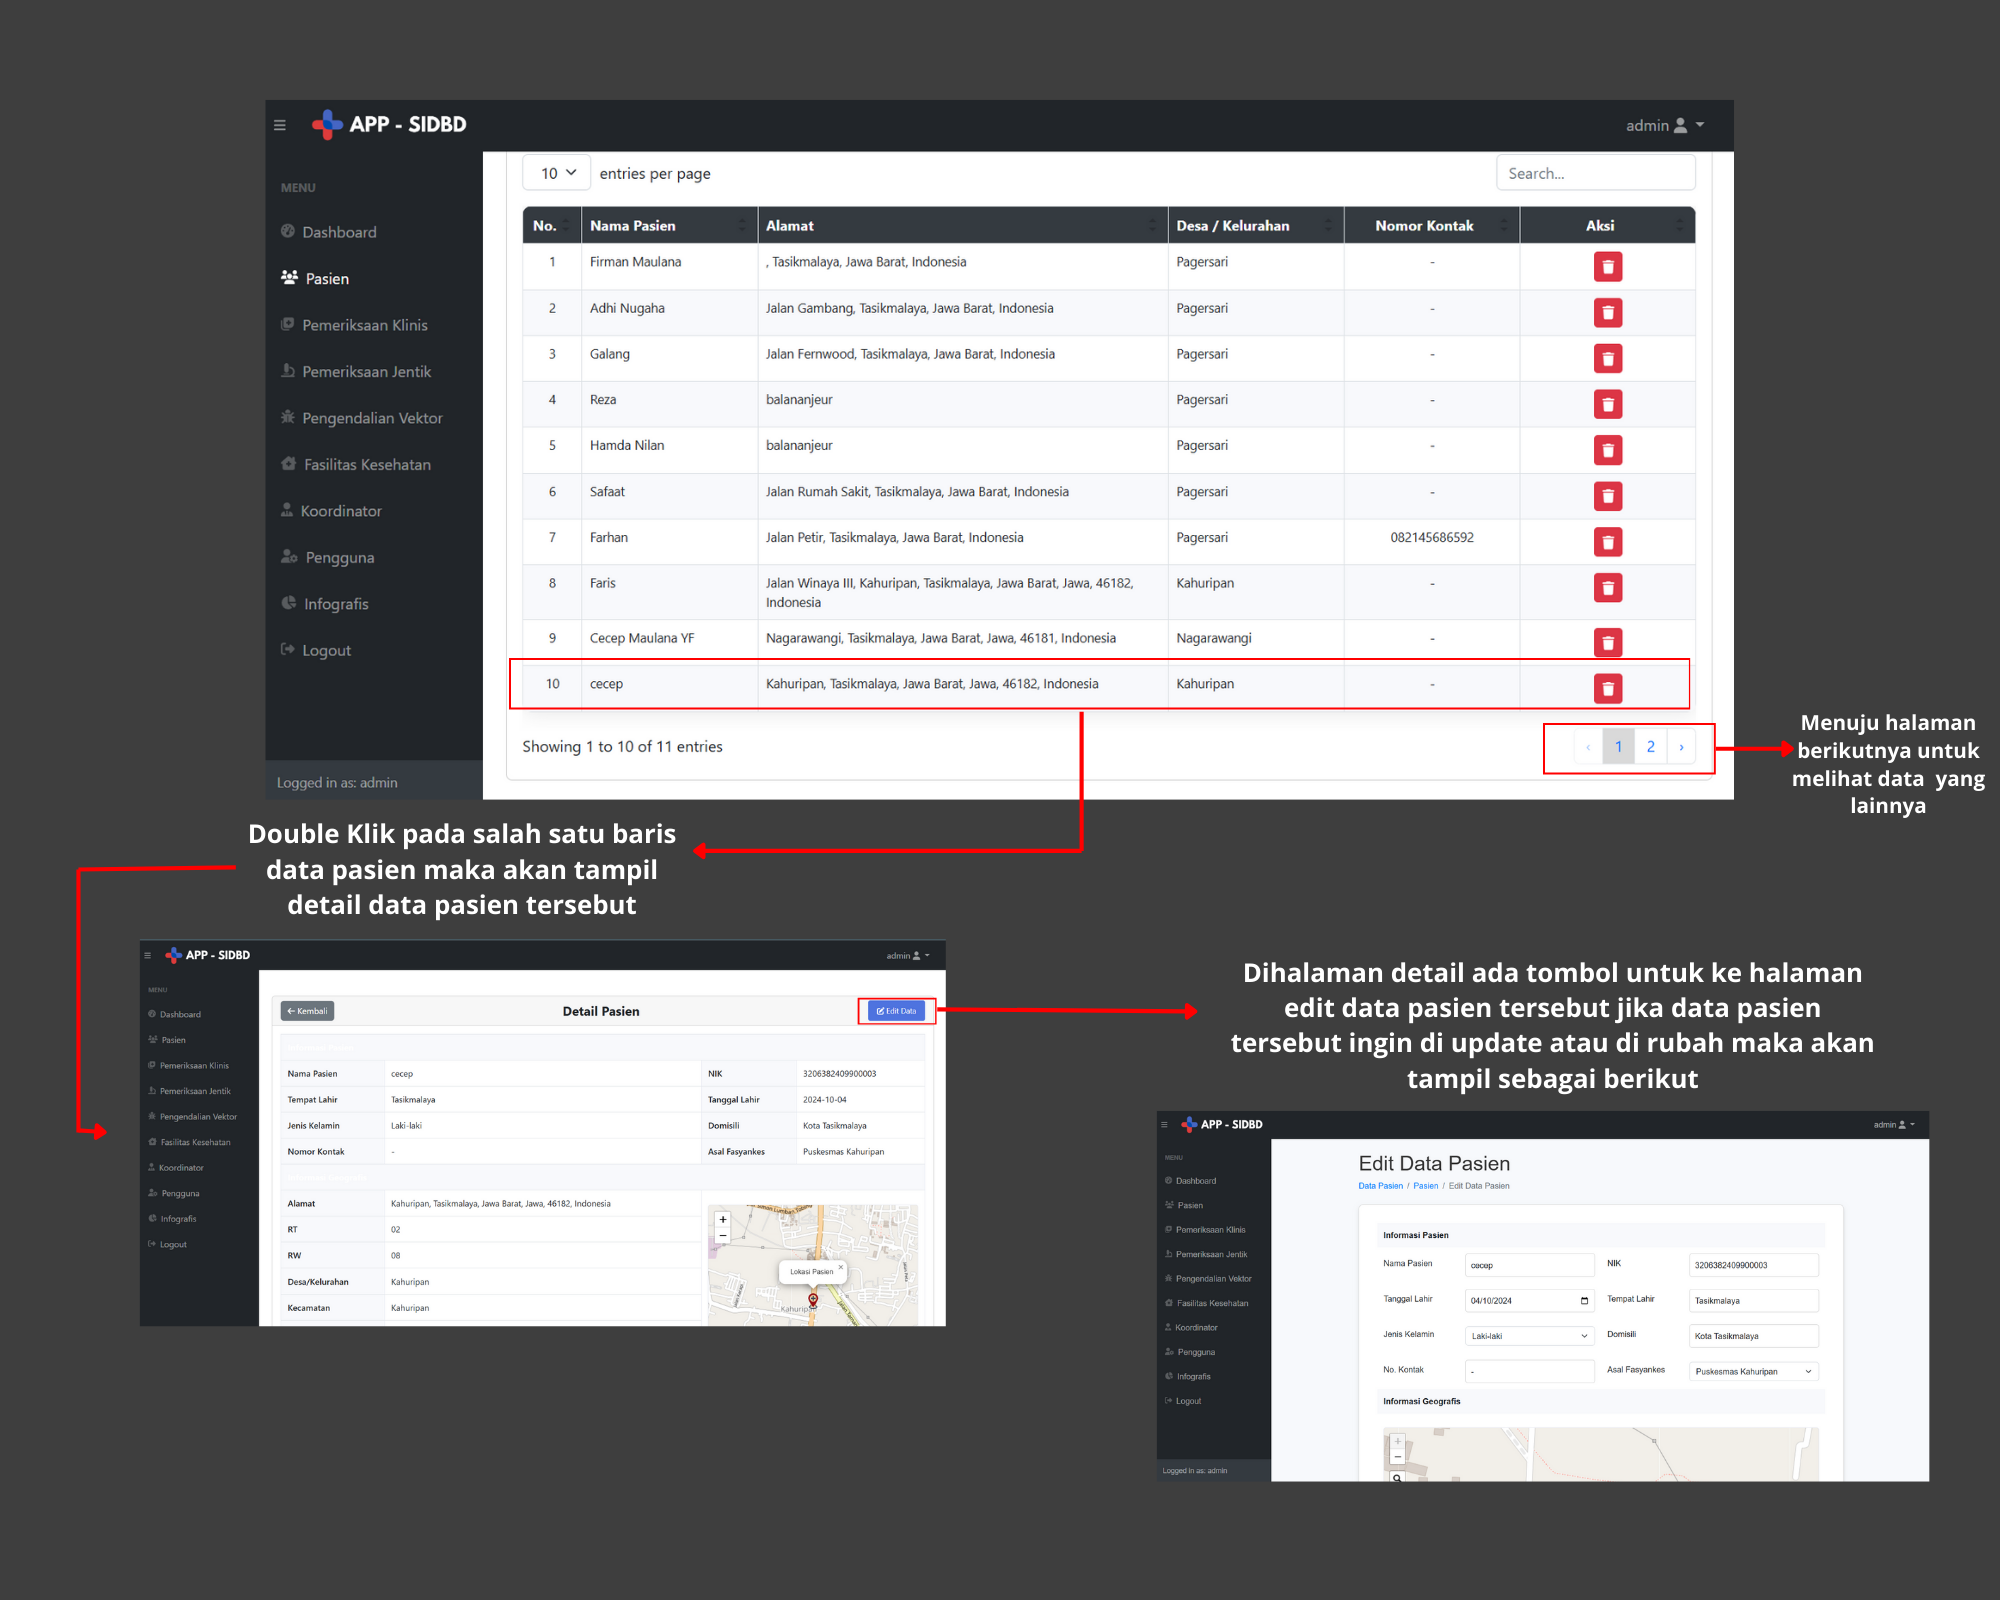 APP - SIDBD
admin
MENU
Dashboard
Pasien
Pemeriksaan Klinis
Pemeriksaan Jentik
Pengendalian Vektor
Fasilitas Kesehatan
Koordinator
Pengguna
Infografis
Logout
Logged in as: admin
10 entries per page
Search...
No. Nama Pasien Alamat Desa / Kelurahan Nomor Kontak Aksi
1 Firman Maulana , Tasikmalaya, Jawa Barat, Indonesia Pagersari -
2 Adhi Nugaha Jalan Gambang, Tasikmalaya, Jawa Barat, Indonesia Pagersari -
3 Galang Jalan Fernwood, Tasikmalaya, Jawa Barat, Indonesia Pagersari -
4 Reza balananjeur Pagersari -
5 Hamda Nilan balananjeur Pagersari -
6 Safaat Jalan Rumah Sakit, Tasikmalaya, Jawa Barat, Indonesia Pagersari -
7 Farhan Jalan Petir, Tasikmalaya, Jawa Barat, Indonesia Pagersari 082145686592
8 Faris Jalan Winaya III, Kahuripan, Tasikmalaya, Jawa Barat, Jawa, 46182, Kahuripan -
Indonesia
9 Cecep Maulana YF Nagarawangi, Tasikmalaya, Jawa Barat, Jawa, 46181, Indonesia Nagarawangi -
10 cecep Kahuripan, Tasikmalaya, Jawa Barat, Jawa, 46182, Indonesia Kahuripan -
Showing 1 to 10 of 11 entries
‹ 1 2 ›
Menuju halaman
berikutnya untuk
melihat data yang
lainnya
Double Klik pada salah satu baris
data pasien maka akan tampil
detail data pasien tersebut
APP - SIDBD
admin
MENU
Dashboard
Pasien
Pemeriksaan Klinis
Pemeriksaan Jentik
Pengendalian Vektor
Fasilitas Kesehatan
Koordinator
Pengguna
Infografis
Logout
Kembali
Detail Pasien
Edit Data
Nama Pasien cecep NIK 3206382409900003
Tempat Lahir Tasikmalaya Tanggal Lahir 2024-10-04
Jenis Kelamin Laki-laki Domisili Kota Tasikmalaya
Nomor Kontak - Asal Fasyankes Puskesmas Kahuripan
Alamat Kahuripan, Tasikmalaya, Jawa Barat, Jawa, 46182, Indonesia
RT 02
RW 08
Desa/Kelurahan Kahuripan
Kecamatan Kahuripan
+
−
Lokasi Pasien ×
Kahuripan
Dihalaman detail ada tombol untuk ke halaman
edit data pasien tersebut jika data pasien
tersebut ingin di update atau di rubah maka akan
tampil sebagai berikut
APP - SIDBD
admin
MENU
Dashboard
Pasien
Pemeriksaan Klinis
Pemeriksaan Jentik
Pengendalian Vektor
Fasilitas Kesehatan
Koordinator
Pengguna
Infografis
Logout
Logged in as: admin
Edit Data Pasien
Data Pasien / Pasien / Edit Data Pasien
Informasi Pasien
Nama Pasien cecep NIK 3206382409900003
Tanggal Lahir 04/10/2024 Tempat Lahir Tasikmalaya
Jenis Kelamin Laki-laki Domisili Kota Tasikmalaya
No. Kontak - Asal Fasyankes Puskesmas Kahuripan
Informasi Geografis
+
−